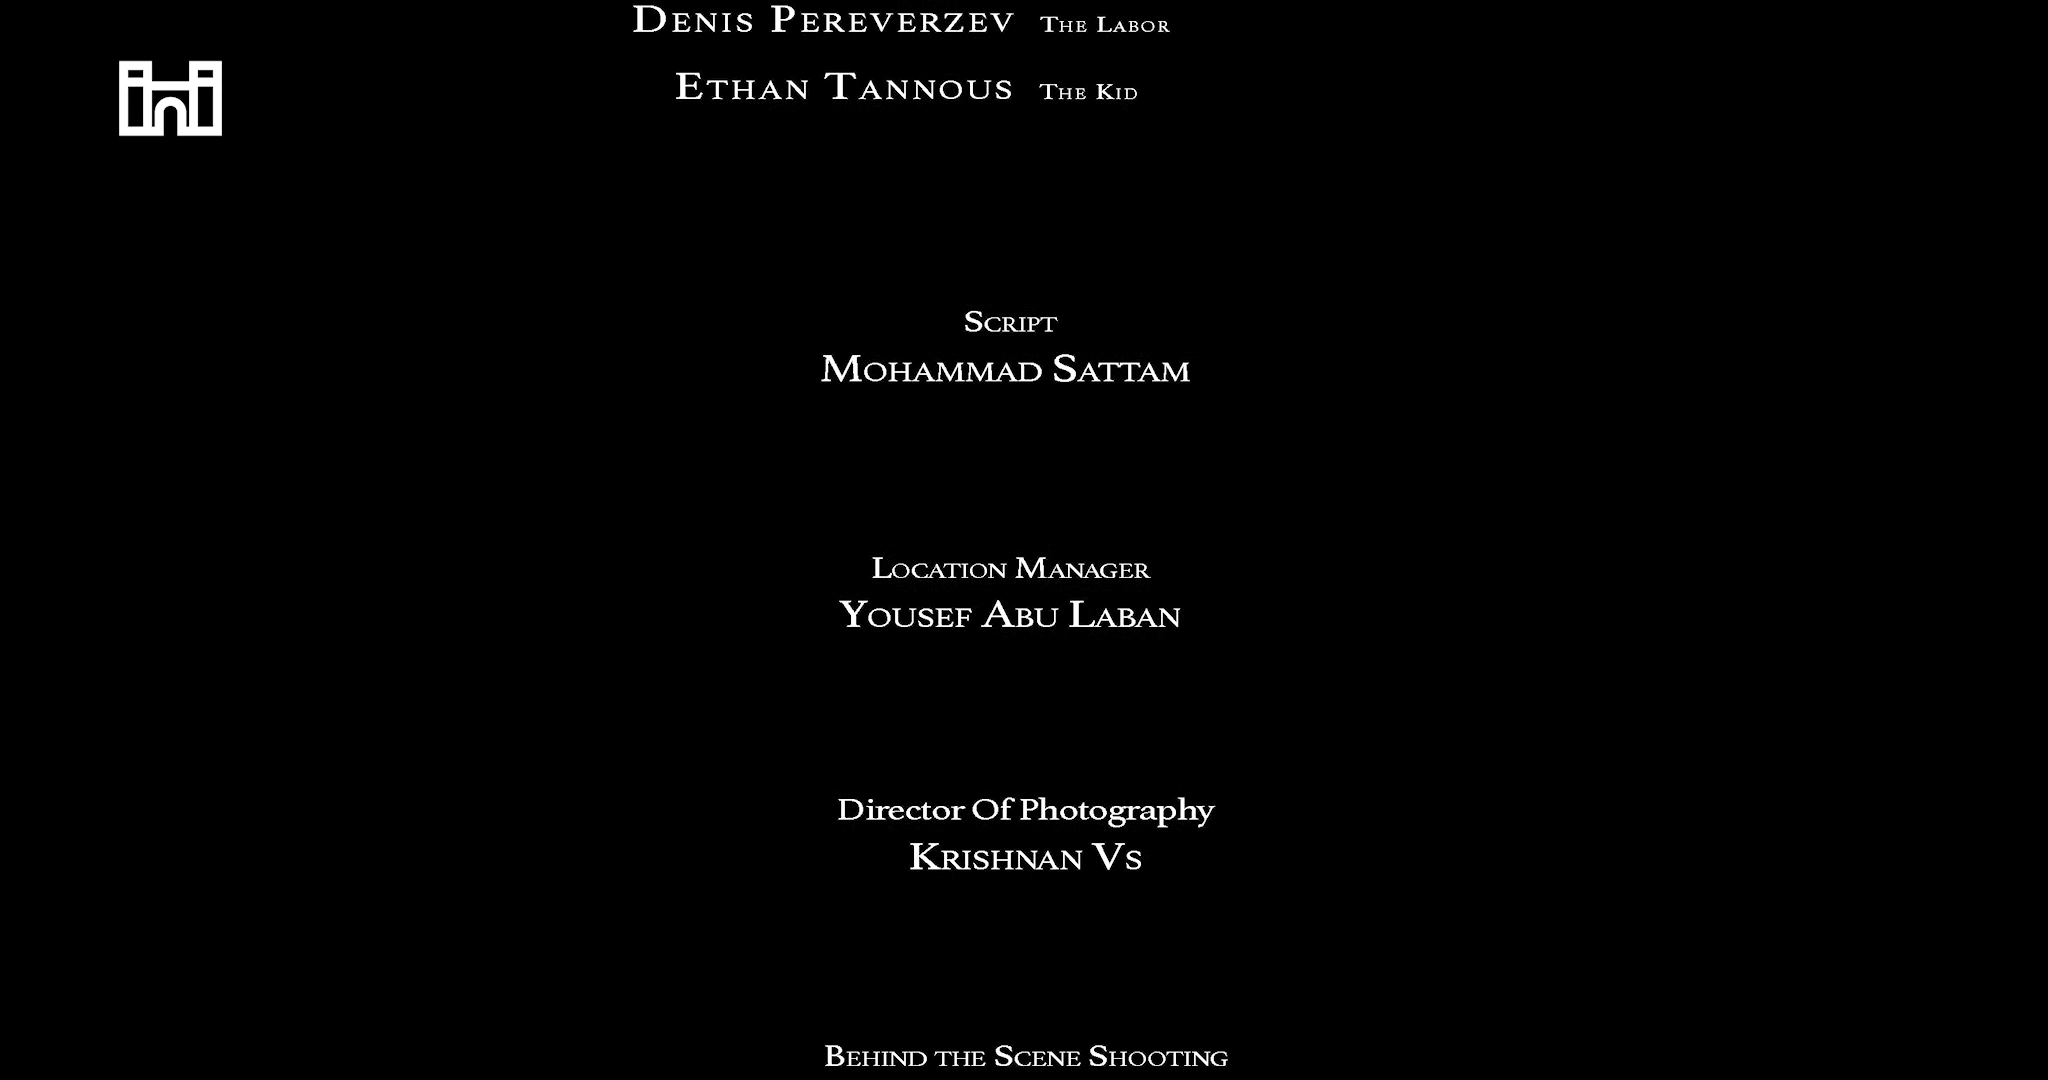 Denis Pereverzev The Labor
Ethan Tannous The Kid
Script
Mohammad Sattam
Location Manager
Yousef Abu Laban
Director Of Photography
Krishnan Vs
Behind the Scene Shooting